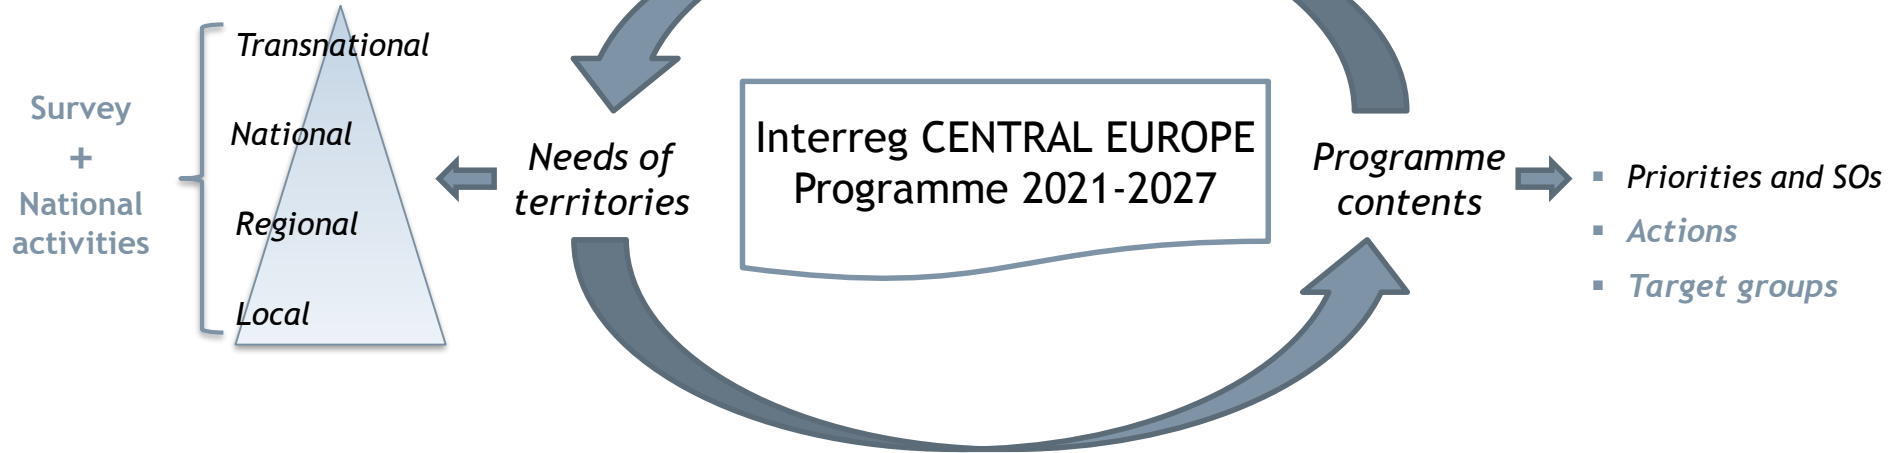 Survey
+
National
activities
Transnational
National
Regional
Local
Needs of
territories
Interreg CENTRAL EUROPE
Programme 2021-2027
Programme
contents
▪ Priorities and SOs
▪ Actions
▪ Target groups